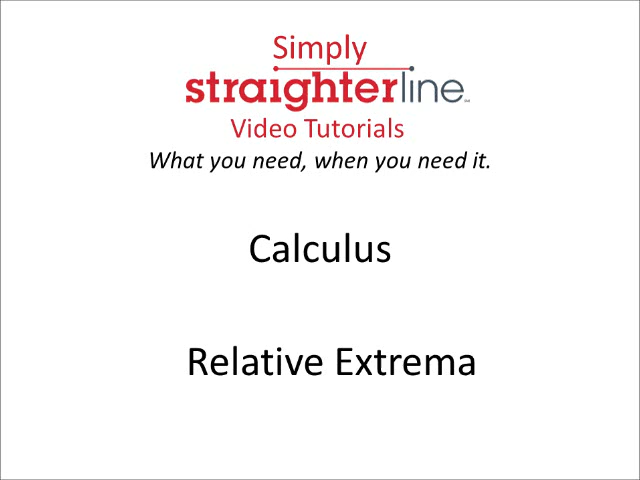 Simply
straighterline
Video Tutorials
What you need, when you need it.
Calculus
Relative Extrema